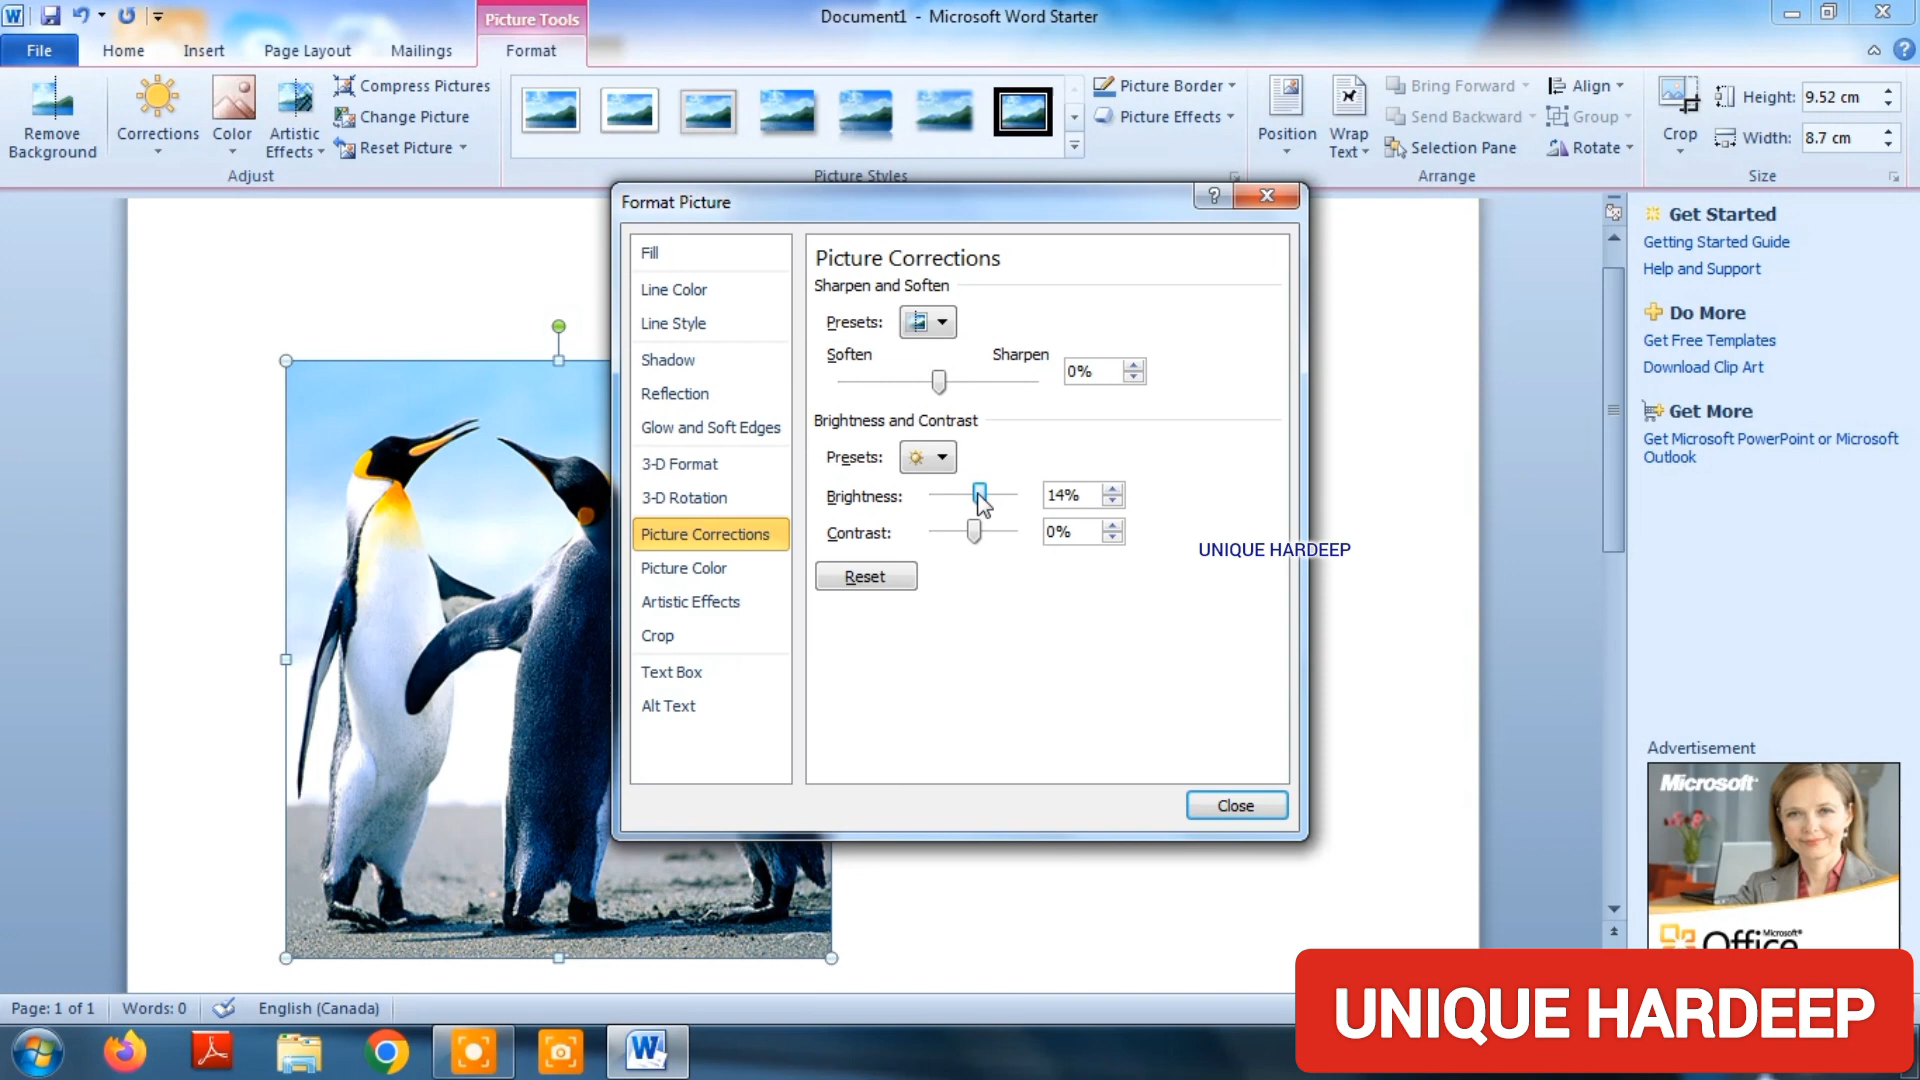 Picture Tools
Document1 - Microsoft Word Starter
File Home Insert Page Layout Mailings Format
Remove Background
Corrections
Color
Artistic Effects
Compress Pictures
Change Picture
Reset Picture
Adjust
Picture Styles
Picture Border
Picture Effects
Position
Wrap Text
Bring Forward
Send Backward
Selection Pane
Align
Group
Rotate
Arrange
Crop
Height: 9.52 cm
Width: 8.7 cm
Size
Format Picture
Fill
Line Color
Line Style
Shadow
Reflection
Glow and Soft Edges
3-D Format
3-D Rotation
Picture Corrections
Picture Color
Artistic Effects
Crop
Text Box
Alt Text
Picture Corrections
Sharpen and Soften
Presets:
Soften Sharpen 0%
Brightness and Contrast
Presets:
Brightness: 14%
Contrast: 0%
Reset
Close
UNIQUE HARDEEP
Get Started
Getting Started Guide
Help and Support
Do More
Get Free Templates
Download Clip Art
Get More
Get Microsoft PowerPoint or Microsoft
Outlook
Advertisement
Microsoft
Microsoft
Office
Page: 1 of 1 Words: 0 English (Canada)
UNIQUE HARDEEP